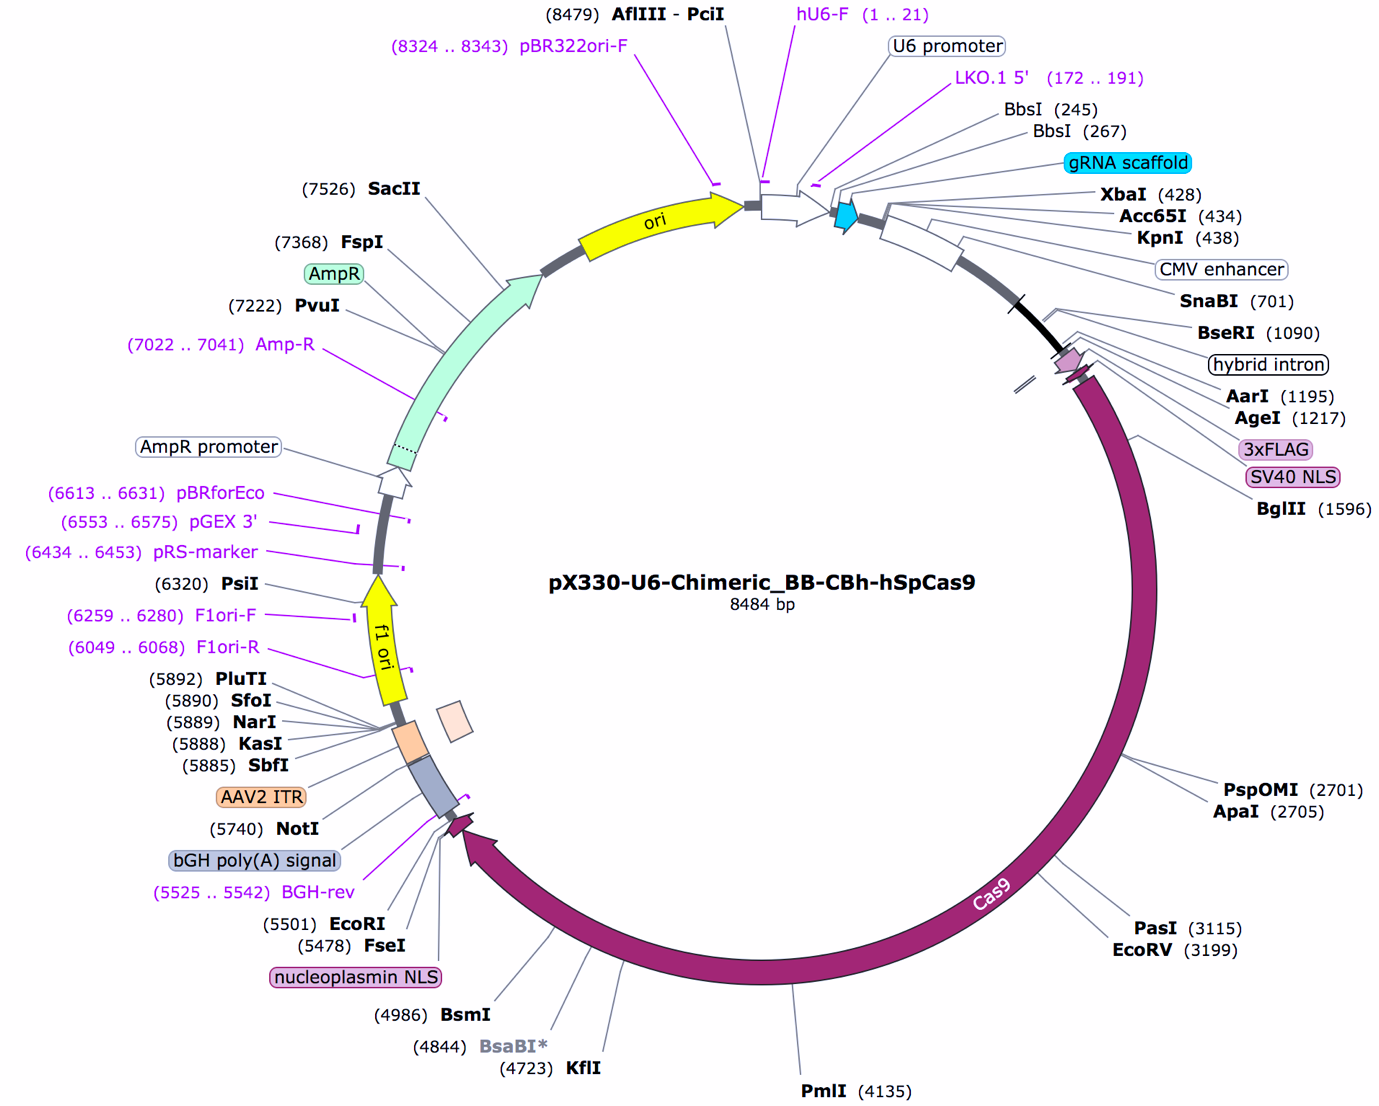 (8479) AflIII - PciI
hU6-F (1 .. 21)
(8324 .. 8343) pBR322ori-F
U6 promoter
LKO.1 5' (172 .. 191)
BbsI (245)
BbsI (267)
gRNA scaffold
XbaI (428)
Acc65I (434)
KpnI (438)
CMV enhancer
SnaBI (701)
BseRI (1090)
hybrid intron
AarI (1195)
AgeI (1217)
3xFLAG
SV40 NLS
BglII (1596)
PspOMI (2701)
ApaI (2705)
PasI (3115)
EcoRV (3199)
PmlI (4135)
(4723) KflI
(4844) BsaBI*
(4986) BsmI
nucleoplasmin NLS
(5478) FseI
(5501) EcoRI
(5525 .. 5542) BGH-rev
bGH poly(A) signal
(5740) NotI
AAV2 ITR
(5885) SbfI
(5888) KasI
(5889) NarI
(5890) SfoI
(5892) PluTI
(6049 .. 6068) F1ori-R
(6259 .. 6280) F1ori-F
(6320) PsiI
(6434 .. 6453) pRS-marker
(6553 .. 6575) pGEX 3'
(6613 .. 6631) pBRforEco
AmpR promoter
(7022 .. 7041) Amp-R
(7222) PvuI
AmpR
(7368) FspI
(7526) SacII
ori
f1 ori
Cas9
pX330-U6-Chimeric_BB-CBh-hSpCas9
8484 bp